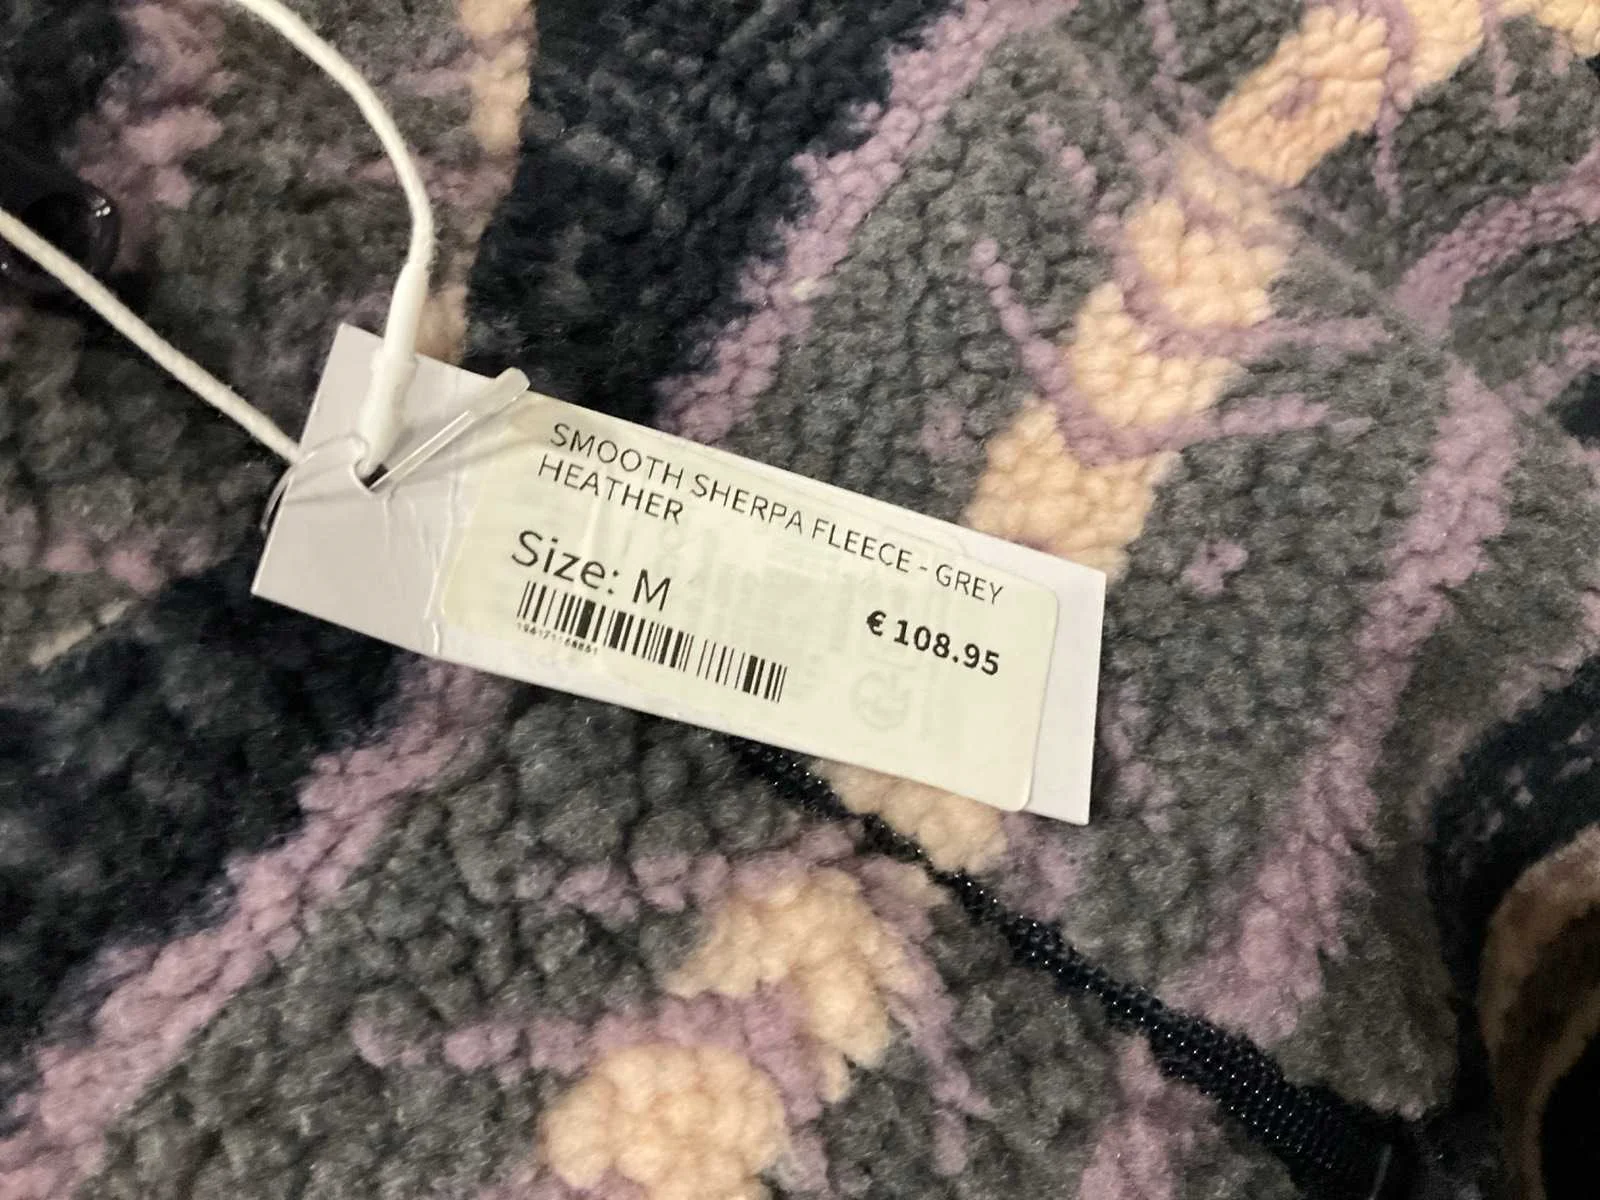 SMOOTH SHERPA FLEECE - GREY
HEATHER
Size: M
€ 108.95